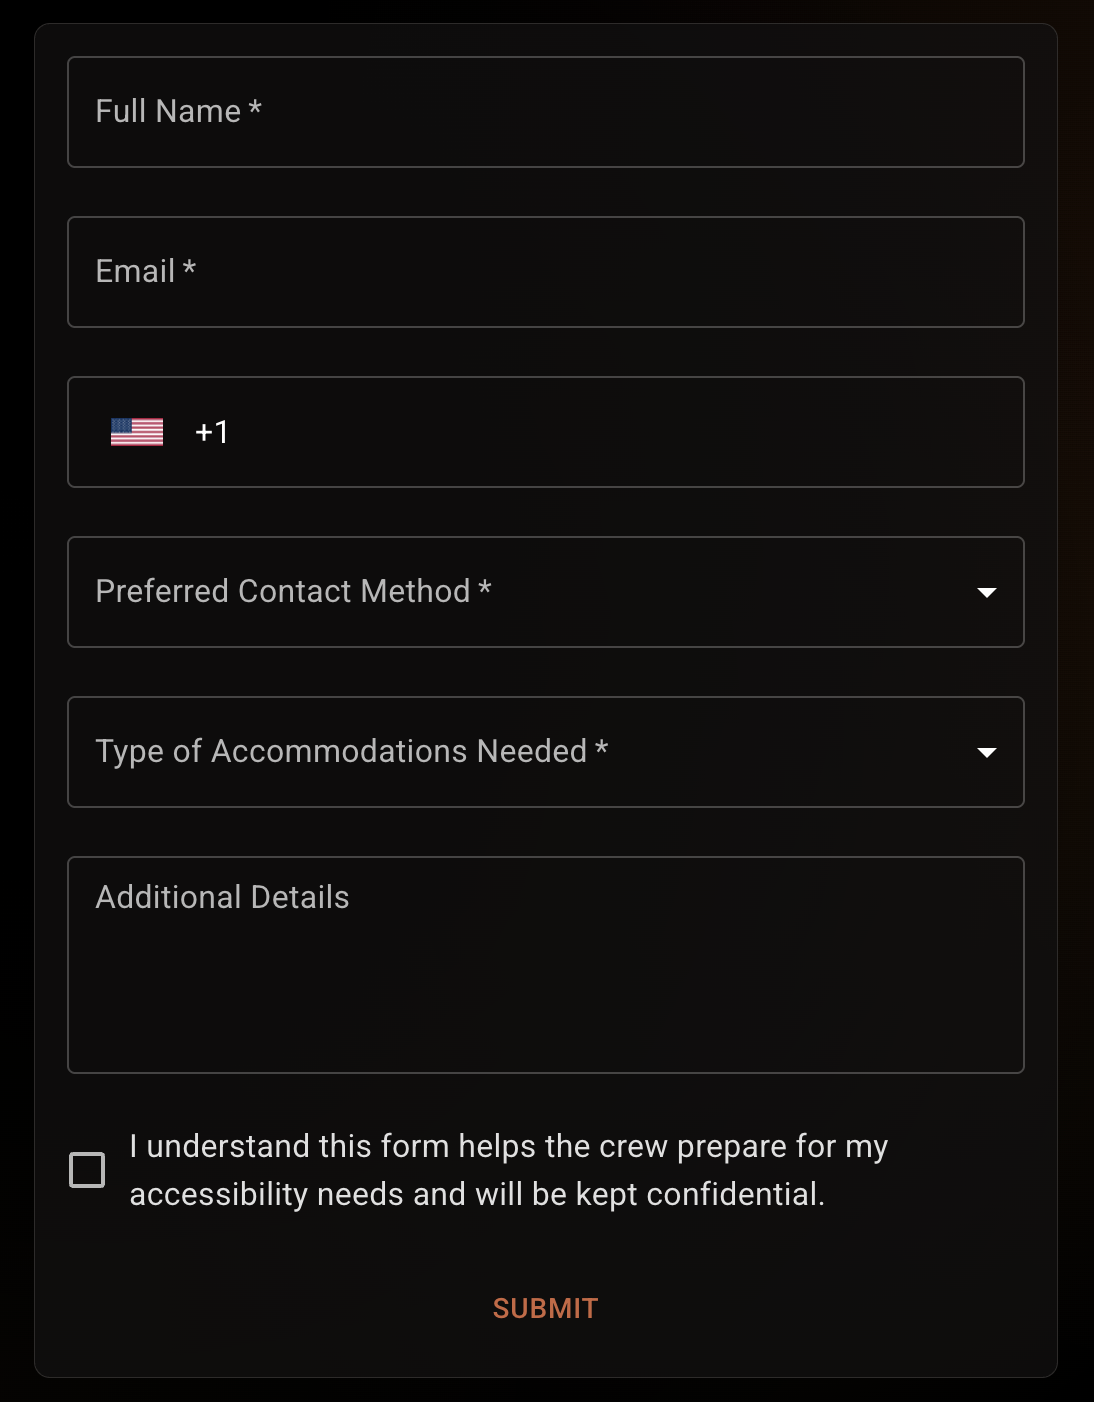 Full Name *
Email *
+1
Preferred Contact Method *
Type of Accommodations Needed *
Additional Details
I understand this form helps the crew prepare for my
accessibility needs and will be kept confidential.
SUBMIT